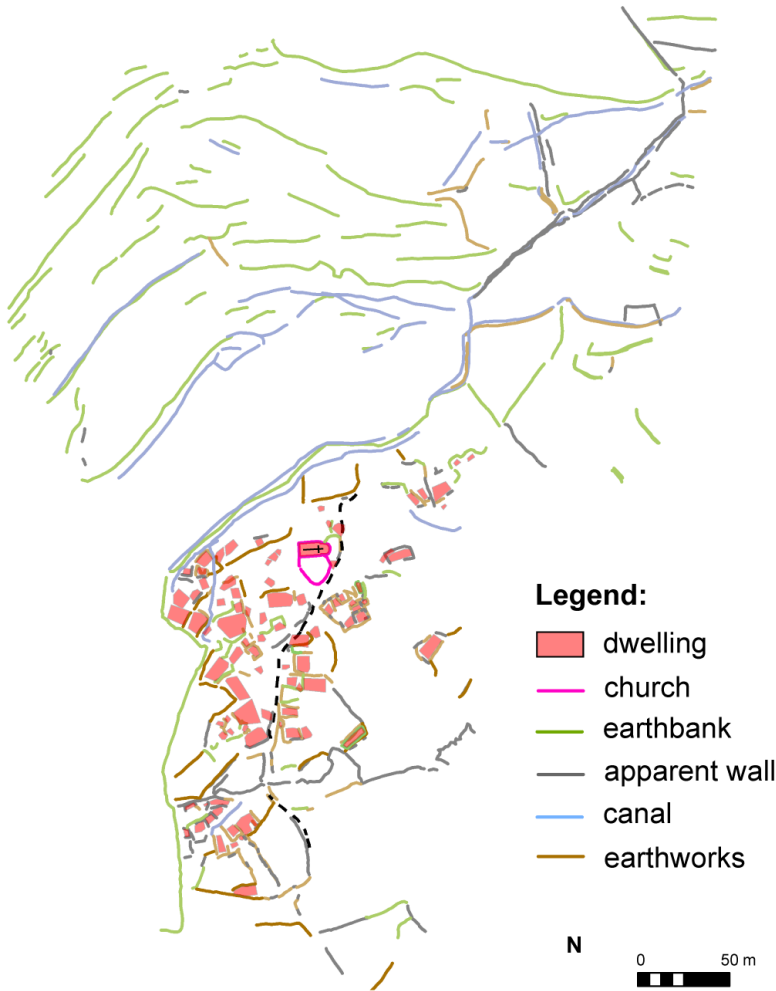 Legend:
dwelling
church
earthbank
apparent wall
canal
earthworks
N
0 50 m